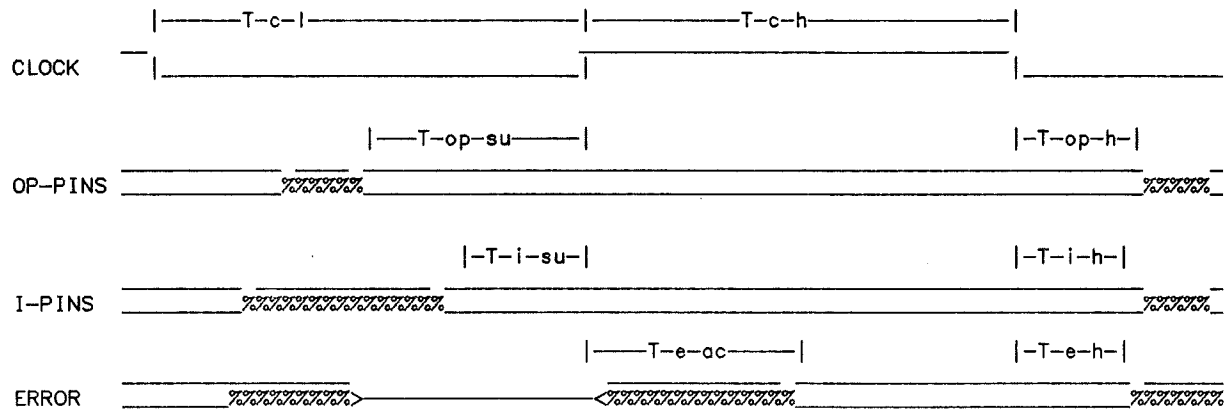 T-c-l T-c-h
CLOCK
T-op-su T-op-h
OP-PINS
T-i-su T-i-h
I-PINS
T-e-ac T-e-h
ERROR